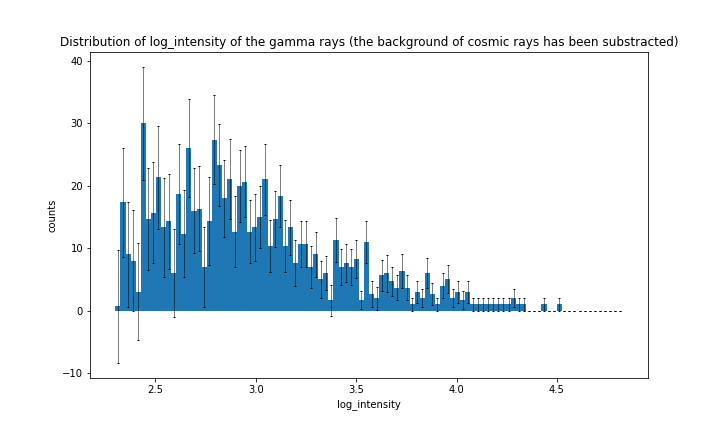 Distribution of log_intensity of the gamma rays (the background of cosmic rays has been substracted)
40
30
20
10
0
−10
counts
2.5 3.0 3.5 4.0 4.5
log_intensity